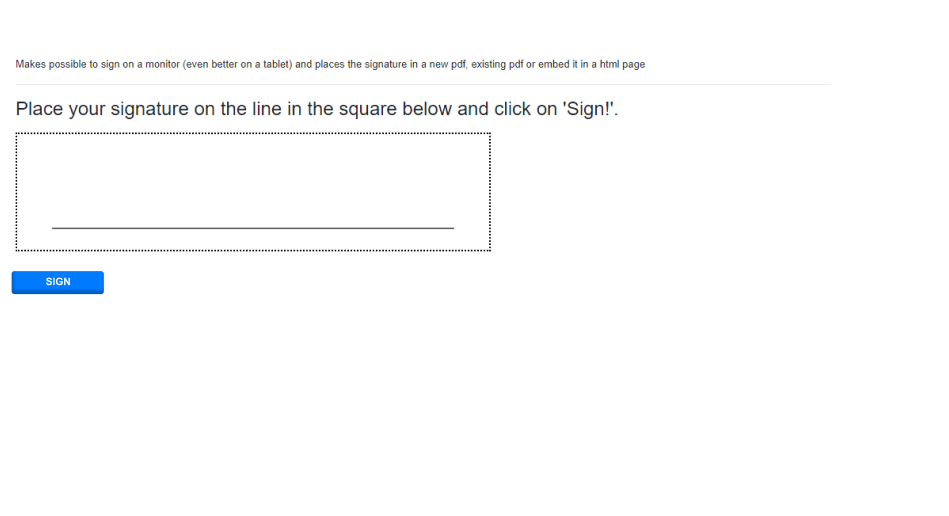 Makes possible to sign on a monitor (even better on a tablet) and places the signature in a new pdf, existing pdf or embed it in a html page
Place your signature on the line in the square below and click on 'Sign!'.
SIGN